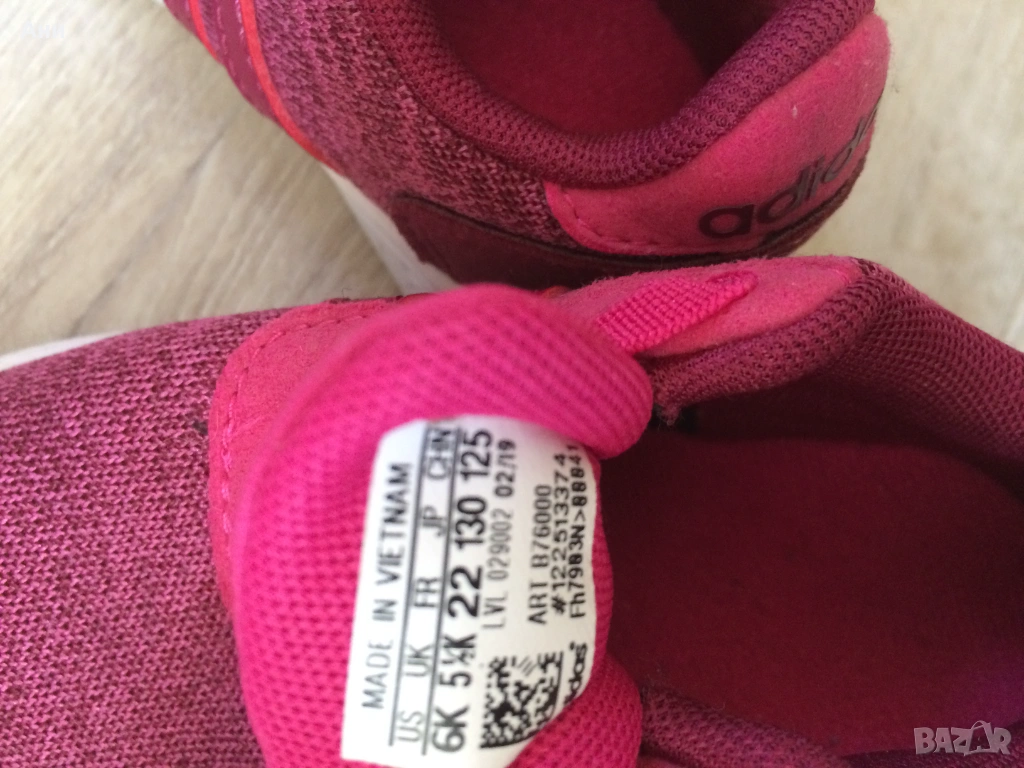 adidas
MADE IN VIETNAM
US UK FR JP CHN
6K 5½K 22 130 125
LVL 029002 02/19
ART B76000
#122513374
adidas
BAZAR